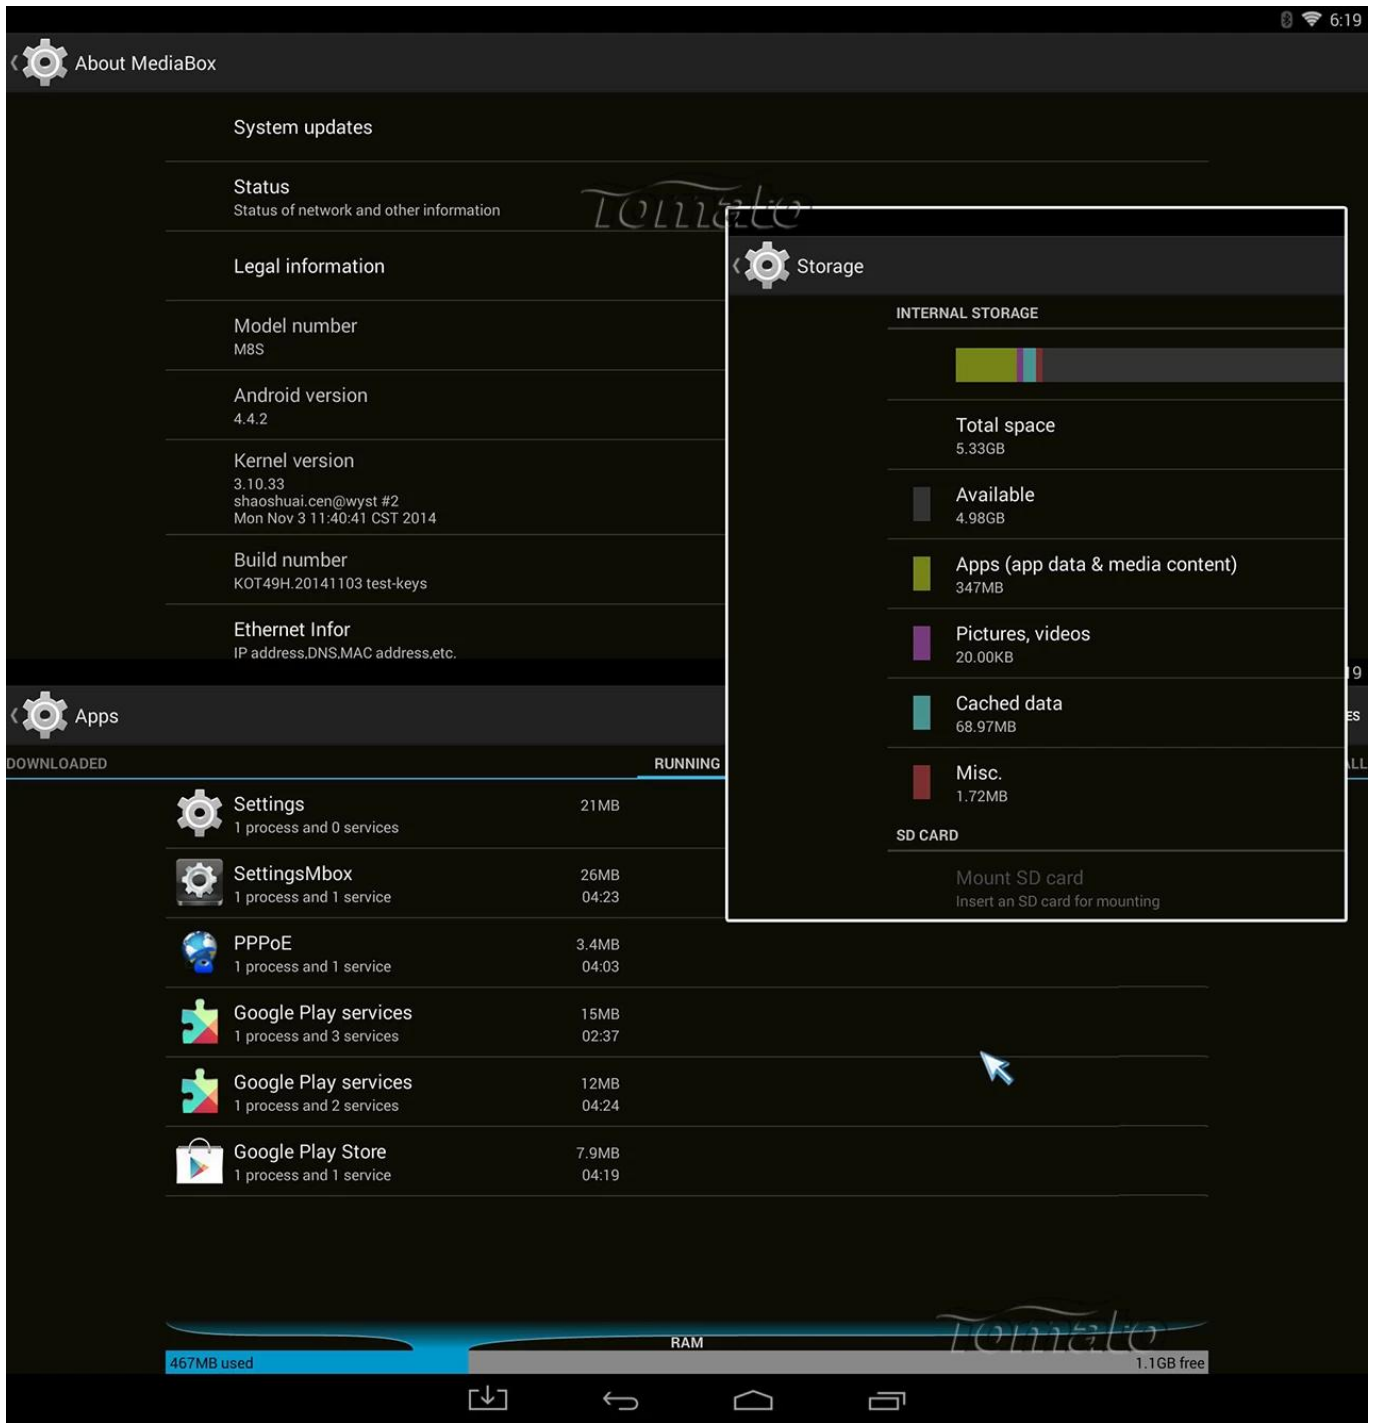 6:19
About MediaBox
System updates
Status
Status of network and other information
Tomato
Legal information
Model number
M8S
Android version
4.4.2
Kernel version
3.10.33
shaoshuai.cen@wyst #2
Mon Nov 3 11:40:41 CST 2014
Build number
KOT49H.20141103 test-keys
Ethernet Infor
IP address,DNS,MAC address,etc.
Storage
INTERNAL STORAGE
Total space
5.33GB
Available
4.98GB
Apps (app data & media content)
347MB
Pictures, videos
20.00KB
Cached data
68.97MB
Misc.
1.72MB
SD CARD
Mount SD card
Insert an SD card for mounting
19
Apps
ES
DOWNLOADED
RUNNING
LL
Settings
21MB
1 process and 0 services
SettingsMbox
26MB
1 process and 1 service
04:23
PPPoE
3.4MB
1 process and 1 service
04:03
Google Play services
15MB
1 process and 3 services
02:37
Google Play services
12MB
1 process and 2 services
04:24
Google Play Store
7.9MB
1 process and 1 service
04:19
Tomato
RAM
467MB used
1.1GB free